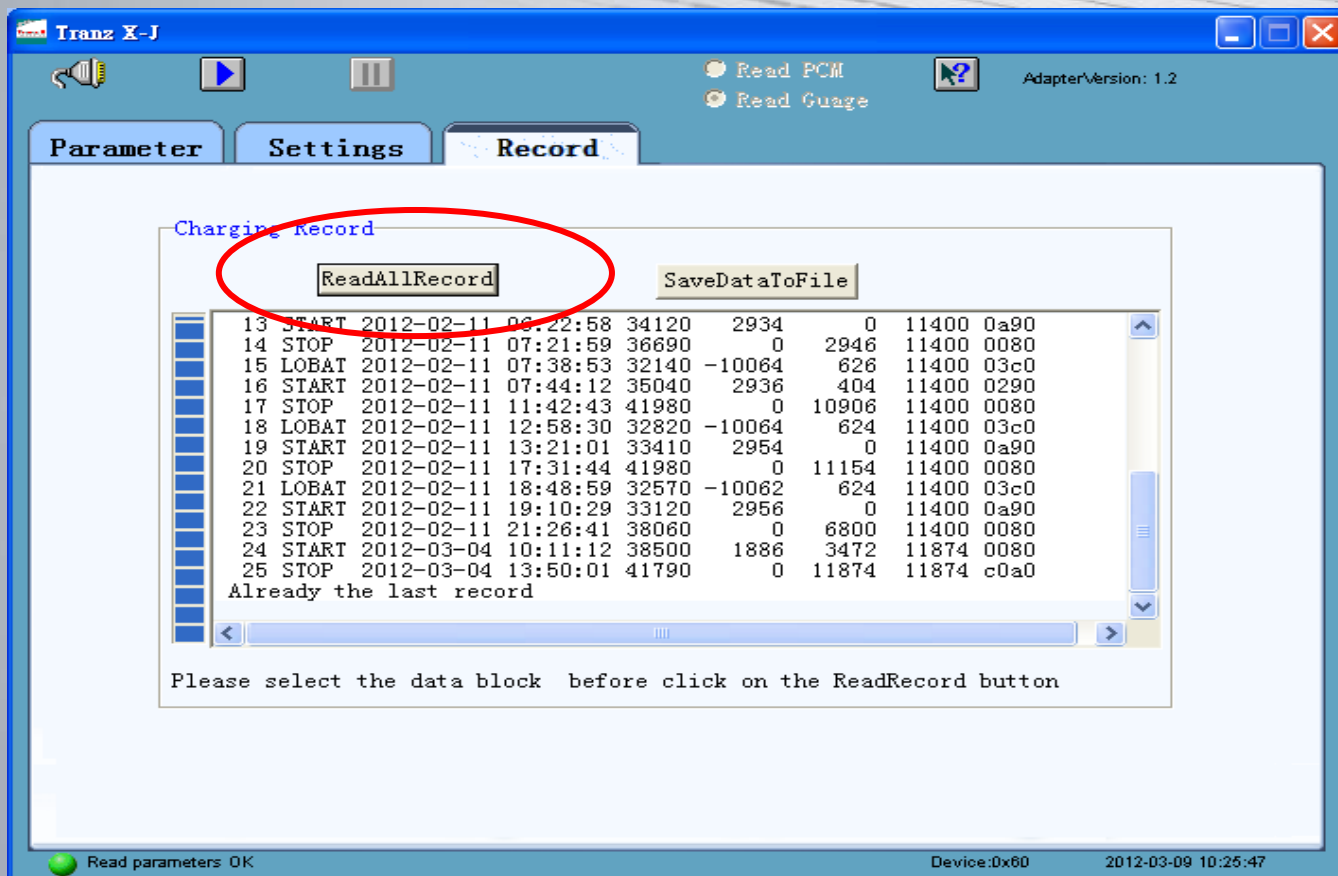 Tranz X-J
Read PCM
Read Guage
AdapterVersion: 1.2
Parameter Settings Record
Charging Record
ReadAllRecord SaveDataToFile
13 START 2012-02-11 06:22:58 34120 2934 0 11400 0a90
14 STOP 2012-02-11 07:21:59 36690 0 2946 11400 0080
15 LOBAT 2012-02-11 07:38:53 32140 -10064 626 11400 03c0
16 START 2012-02-11 07:44:12 35040 2936 404 11400 0290
17 STOP 2012-02-11 11:42:43 41980 0 10906 11400 0080
18 LOBAT 2012-02-11 12:58:30 32820 -10064 624 11400 03c0
19 START 2012-02-11 13:21:01 33410 2954 0 11400 0a90
20 STOP 2012-02-11 17:31:44 41980 0 11154 11400 0080
21 LOBAT 2012-02-11 18:48:59 32570 -10062 624 11400 03c0
22 START 2012-02-11 19:10:29 33120 2956 0 11400 0a90
23 STOP 2012-02-11 21:26:41 38060 0 6800 11400 0080
24 START 2012-03-04 10:11:12 38500 1886 3472 11874 0080
25 STOP 2012-03-04 13:50:01 41790 0 11874 11874 c0a0
Already the last record
Please select the data block before click on the ReadRecord button
Read parameters OK Device:0x60 2012-03-09 10:25:47